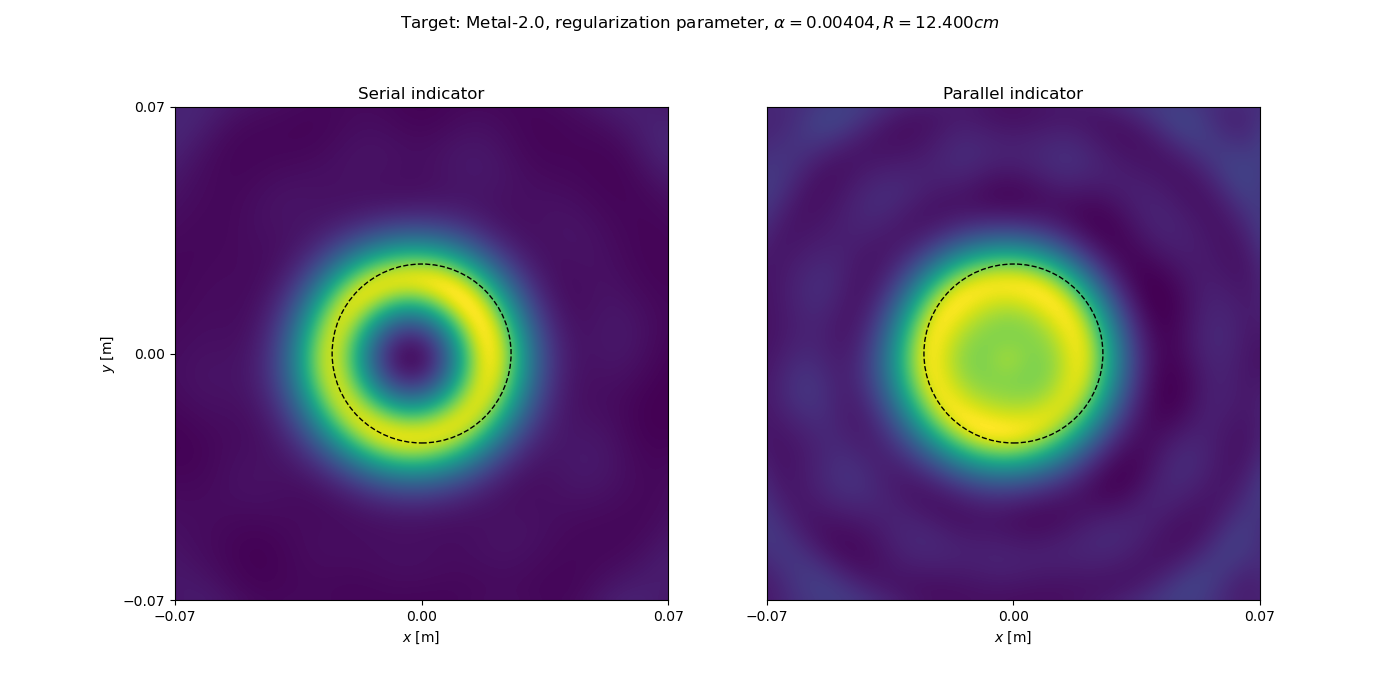 Target: Metal-2.0, regularization parameter, α = 0.00404, R = 12.400cm
Serial indicator
Parallel indicator
0.07
0.00
−0.07
y [m]
−0.07
0.00
0.07
x [m]
−0.07
0.00
0.07
x [m]